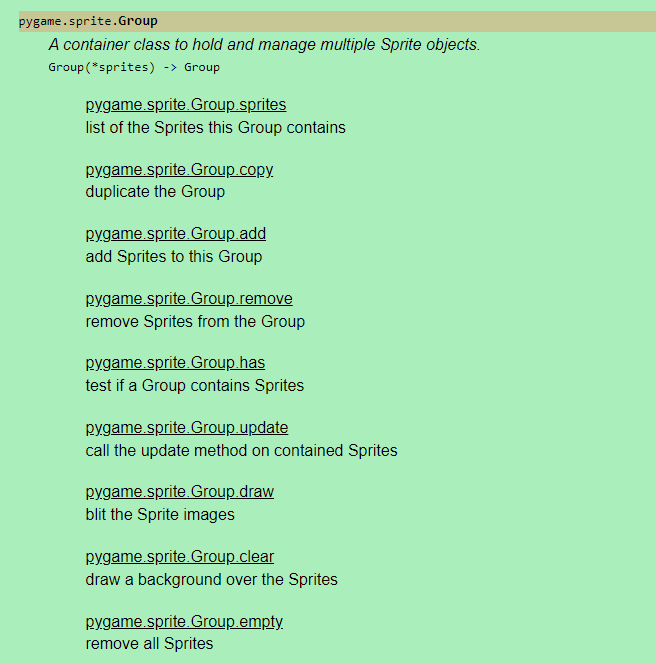 pygame.sprite.Group
A container class to hold and manage multiple Sprite objects.
Group(*sprites) -> Group
pygame.sprite.Group.sprites
list of the Sprites this Group contains
pygame.sprite.Group.copy
duplicate the Group
pygame.sprite.Group.add
add Sprites to this Group
pygame.sprite.Group.remove
remove Sprites from the Group
pygame.sprite.Group.has
test if a Group contains Sprites
pygame.sprite.Group.update
call the update method on contained Sprites
pygame.sprite.Group.draw
blit the Sprite images
pygame.sprite.Group.clear
draw a background over the Sprites
pygame.sprite.Group.empty
remove all Sprites